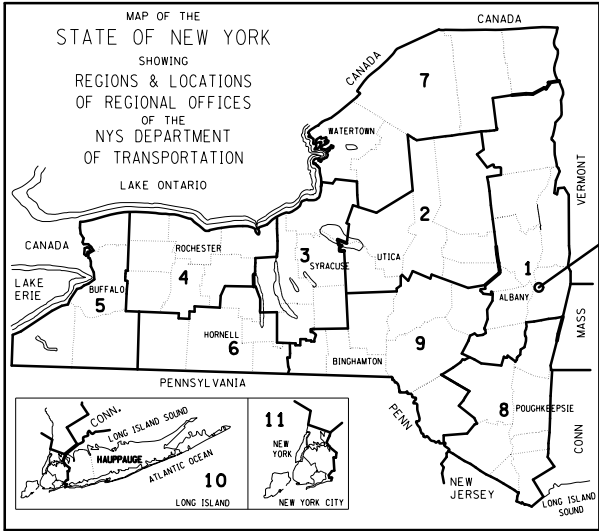 MAP OF THE
STATE OF NEW YORK
SHOWING
REGIONS & LOCATIONS
OF REGIONAL OFFICES
OF THE
NYS DEPARTMENT
OF TRANSPORTATION
LAKE ONTARIO
CANADA
CANADA
7
WATERTOWN
VERMONT
2
UTICA
3
SYRACUSE
1
ALBANY
CANADA
ROCHESTER
4
LAKE
ERIE
BUFFALO
5
HORNELL
6
9
BINGHAMTON
MASS
PENNSYLVANIA
PENN
8
POUGHKEEPSIE
CONN
NEW
JERSEY
LONG ISLAND
SOUND
CONN.
LONG ISLAND SOUND
HAUPPAUGE
ATLANTIC OCEAN
10
LONG ISLAND
11
NEW
YORK
NEW YORK CITY